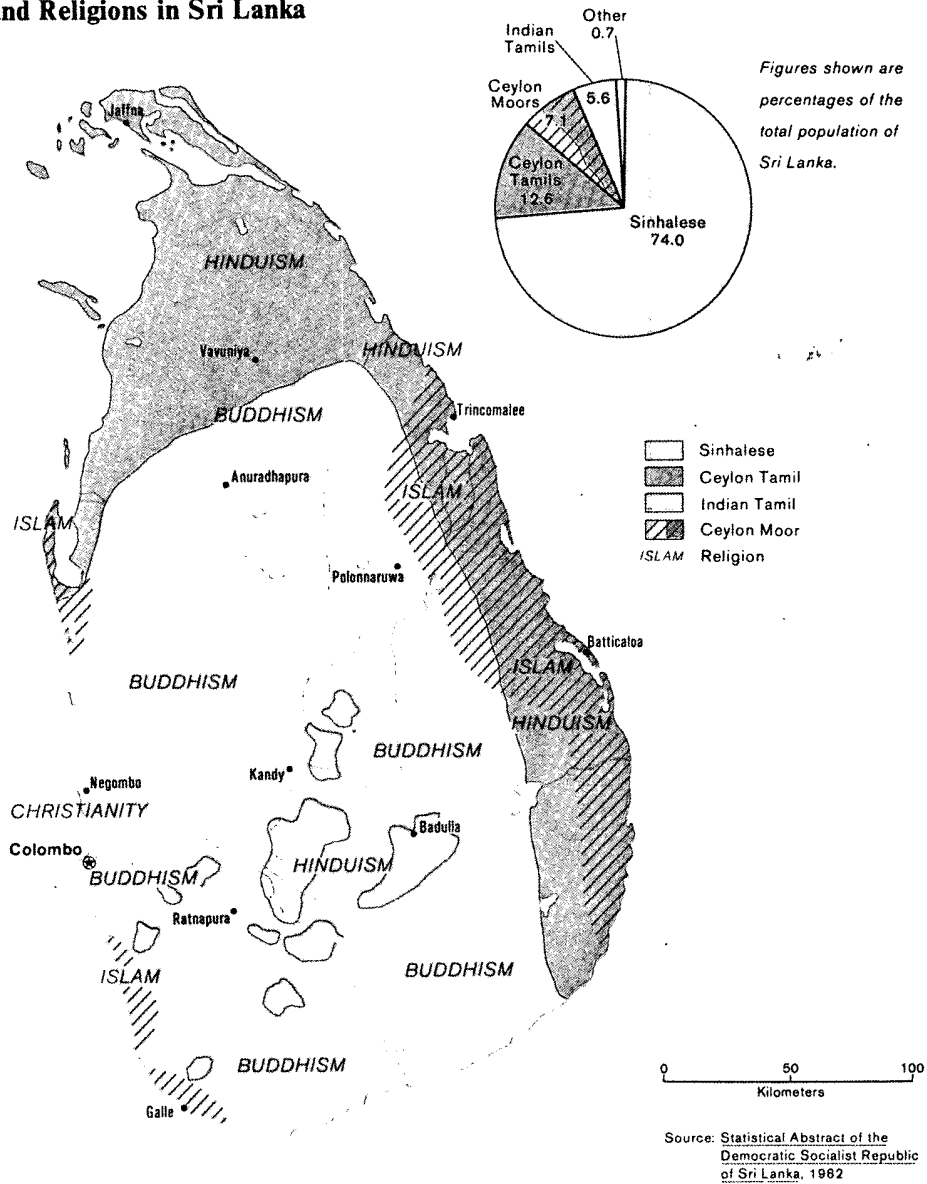 and Religions in Sri Lanka
Other
0.7
Indian
Tamils
5.6
Ceylon
Moors
7.1
Ceylon
Tamils
12.6
Sinhalese
74.0
Figures shown are
percentages of the
total population of
Sri Lanka.
Jaffna
HINDUISM
Vavuniya
HINDUISM
BUDDHISM
Trincomalee
Anuradhapura
ISLAM
ISLAM
Sinhalese
Ceylon Tamil
Indian Tamil
Ceylon Moor
ISLAM Religion
Polonnaruwa
Batticaloa
ISLAM
BUDDHISM
HINDUISM
BUDDHISM
Kandy
Negombo
CHRISTIANITY
Badulla
Colombo
HINDUISM
BUDDHISM
Ratnapura
ISLAM
BUDDHISM
BUDDHISM
Galle
0 50 100
Kilometers
Source: Statistical Abstract of the
Democratic Socialist Republic
of Sri Lanka, 1982